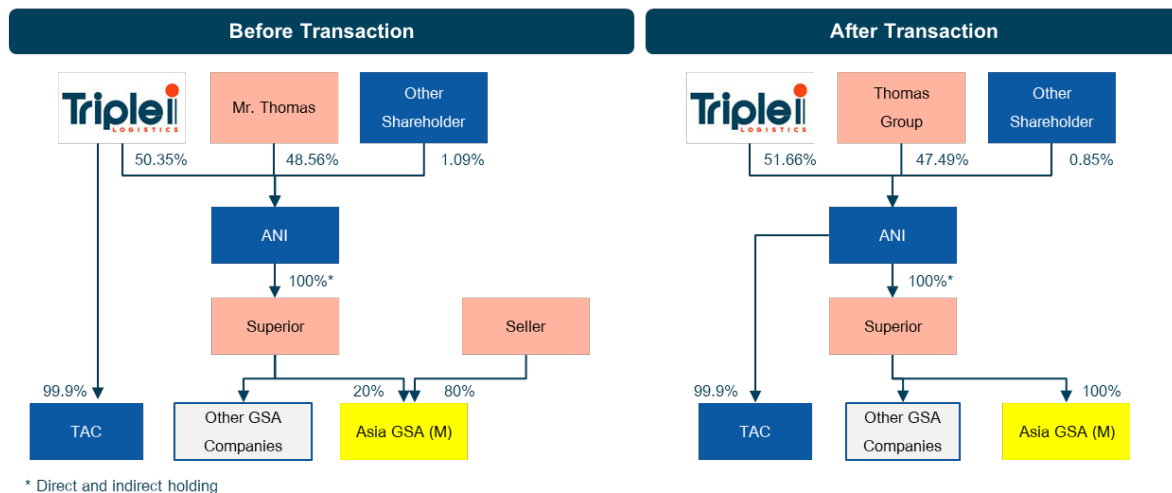 Before Transaction
After Transaction
Triplei
LOGISTICS
Mr. Thomas
Other
Shareholder
50.35%
48.56%
1.09%
ANI
100%*
Superior
Seller
99.9%
20%
80%
TAC
Other GSA
Companies
Asia GSA (M)
* Direct and indirect holding
Triplei
LOGISTICS
Thomas
Group
Other
Shareholder
51.66%
47.49%
0.85%
ANI
100%*
Superior
99.9%
100%
TAC
Other GSA
Companies
Asia GSA (M)